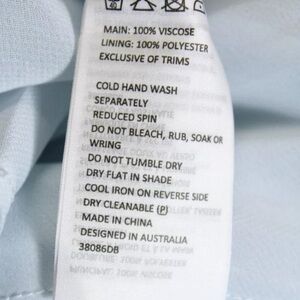 MAIN: 100% VISCOSE
LINING: 100% POLYESTER
EXCLUSIVE OF TRIMS
COLD HAND WASH
SEPARATELY
REDUCED SPIN
DO NOT BLEACH, RUB, SOAK OR
WRING
DO NOT TUMBLE DRY
DRY FLAT IN SHADE
COOL IRON ON REVERSE SIDE
DRY CLEANABLE (P)
MADE IN CHINA
DESIGNED IN AUSTRALIA
38086DB